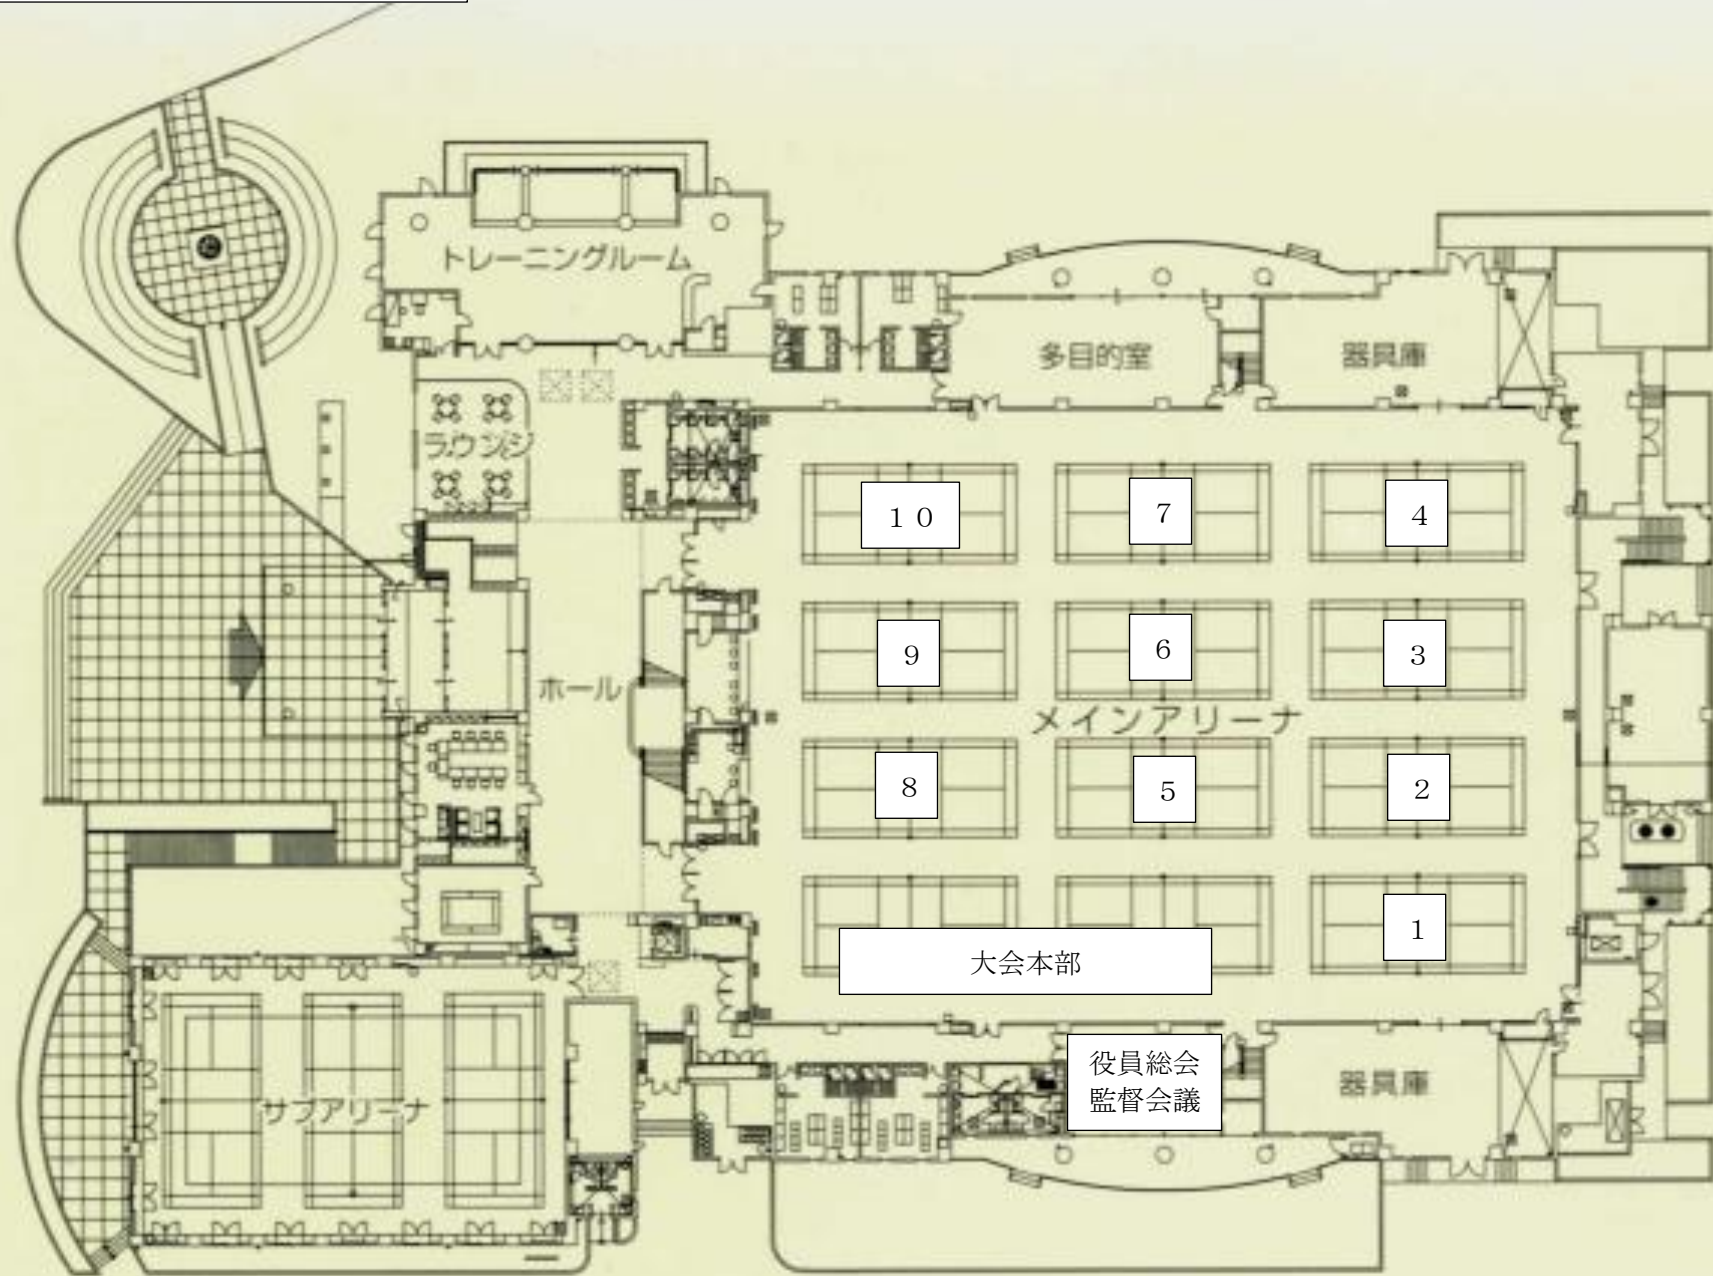 トレーニングルーム
多目的室
器具庫
ラウンジ
１０
７
４
９
６
３
ホール
メインアリーナ
８
５
２
１
大会本部
役員総会
監督会議
器具庫
サブアリーナ